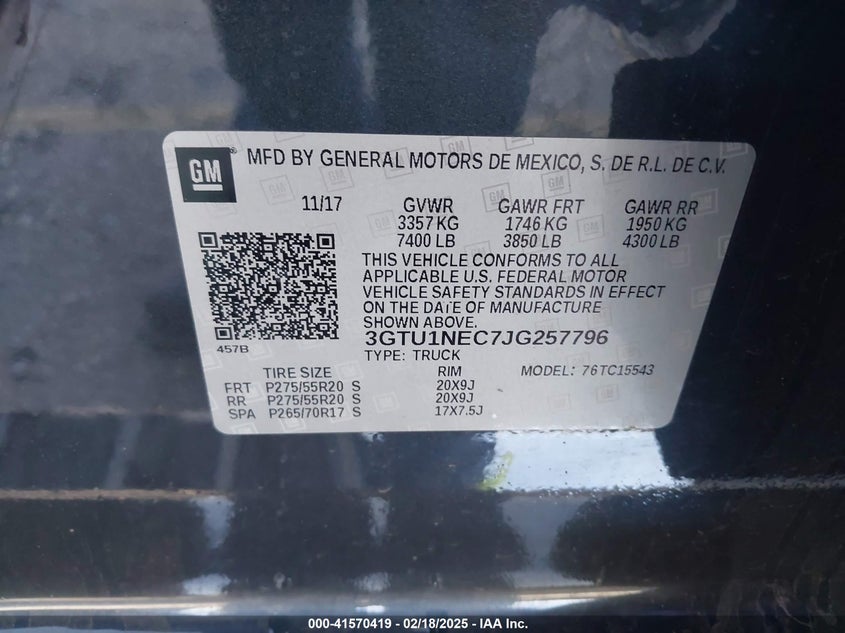 GM® MFD BY GENERAL MOTORS DE MEXICO, S. DE R.L. DE C.V.
11/17 GVWR GAWR FRT GAWR RR
3357 KG 1746 KG 1950 KG
7400 LB 3850 LB 4300 LB
THIS VEHICLE CONFORMS TO ALL
APPLICABLE U.S. FEDERAL MOTOR
VEHICLE SAFETY STANDARDS IN EFFECT
ON THE DATE OF MANUFACTURE
SHOWN ABOVE.
457B 3GTU1NEC7JG257796
TYPE: TRUCK
TIRE SIZE RIM MODEL: 76TC15543
FRT P275/55R20 S 20X9J
RR P275/55R20 S 20X9J
SPA P265/70R17 S 17X7.5J
000-41570419 - 02/18/2025 - IAA Inc.